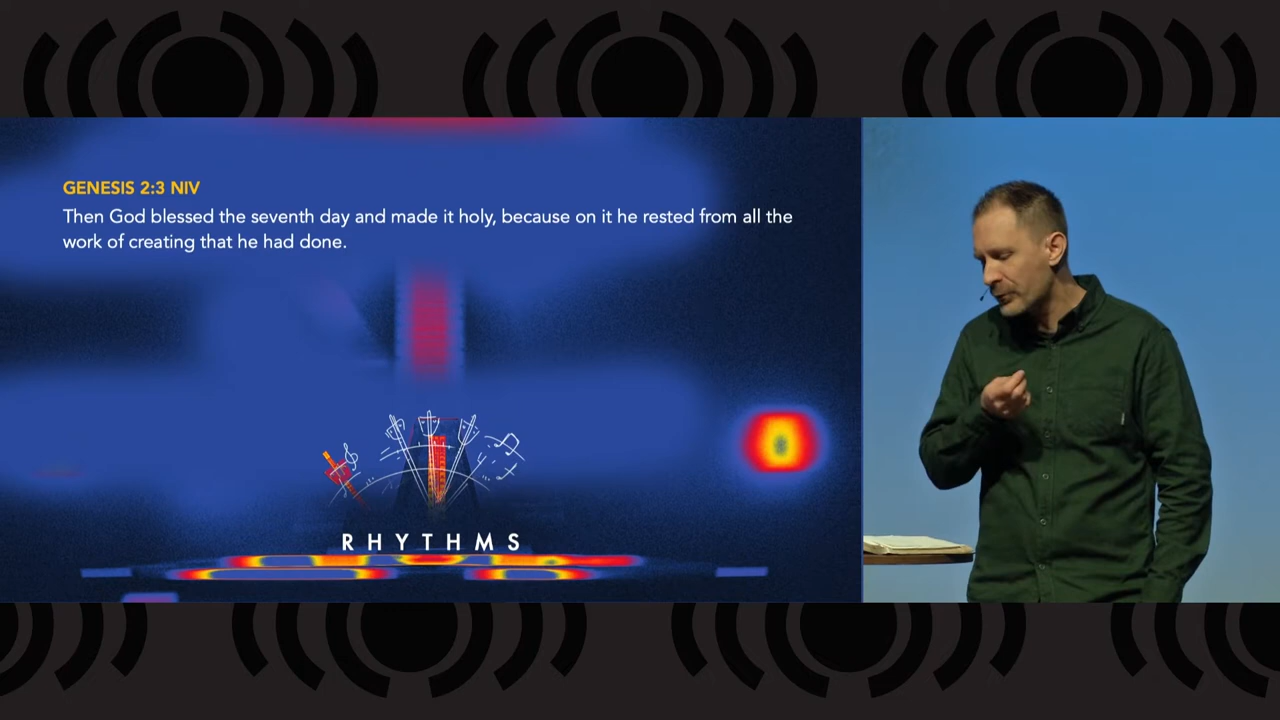 GENESIS 2:3 NIV
Then God blessed the seventh day and made it holy, because on it he rested from all the
work of creating that he had done.
RHYTHMS